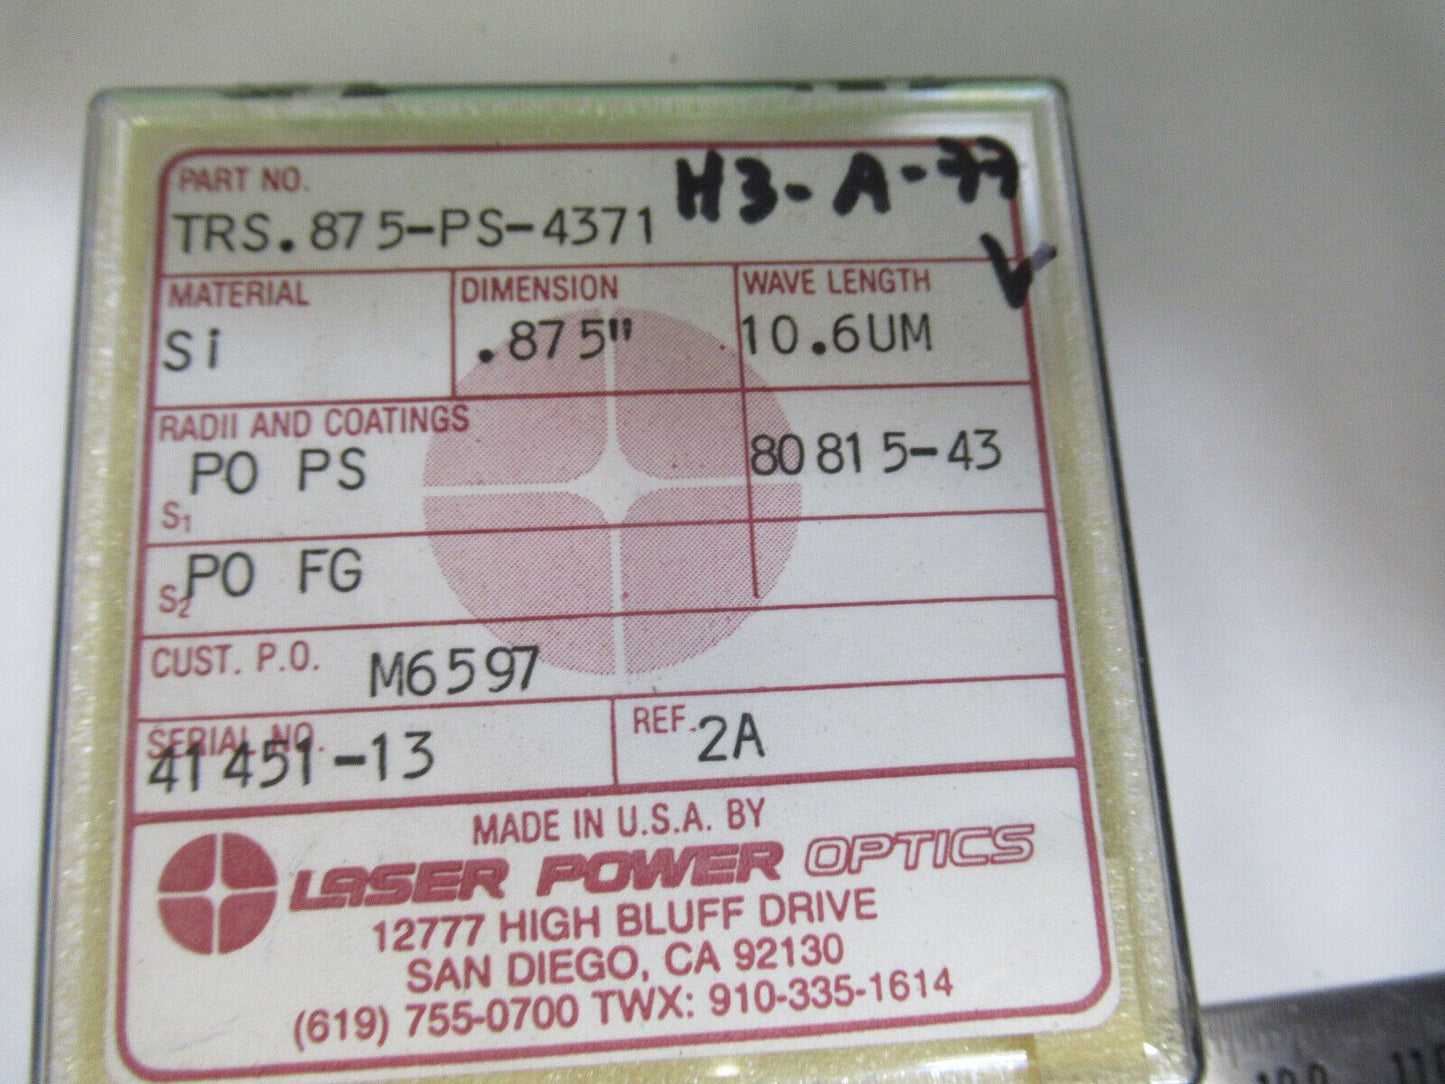 PART NO.
H3-A-77
TRS.875-PS-4371
V
MATERIAL DIMENSION WAVE LENGTH
Si .875" 10.6UM
RADII AND COATINGS
S1 PO PS 80815-43
S2 PO FG
CUST. P.O. M6597
SERIAL NO. REF.
41451-13 2A
MADE IN U.S.A. BY
LASER POWER OPTICS
12777 HIGH BLUFF DRIVE
SAN DIEGO, CA 92130
(619) 755-0700 TWX: 910-335-1614